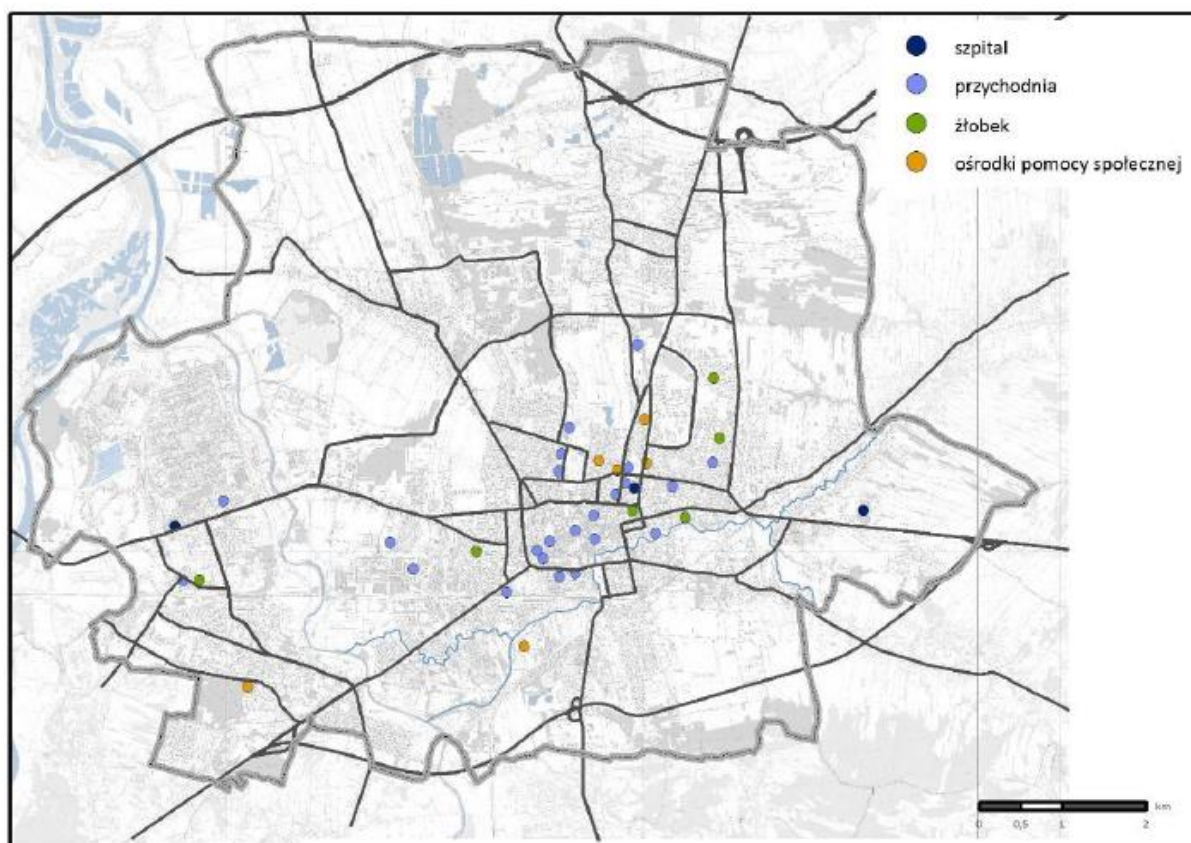 szpital
przychodnia
żłobek
ośrodki pomocy społecznej
km
0 0,5 1 2